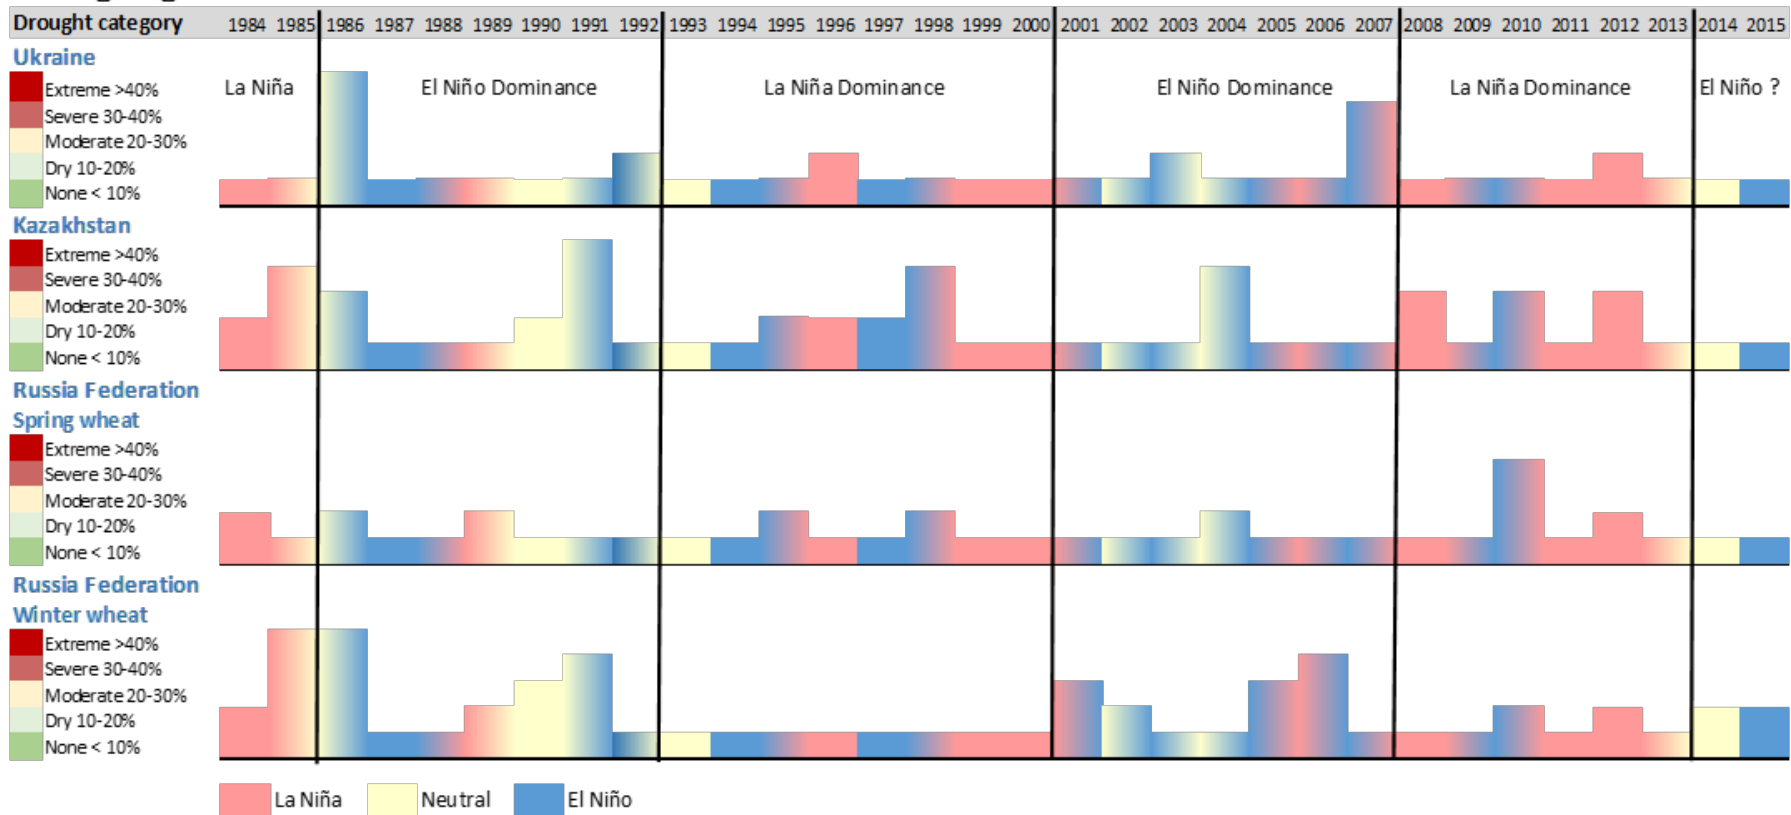 Drought category 1984 1985 1986 1987 1988 1989 1990 1991 1992 1993 1994 1995 1996 1997 1998 1999 2000 2001 2002 2003 2004 2005 2006 2007 2008 2009 2010 2011 2012 2013 2014 2015
Ukraine
La Niña El Niño Dominance La Niña Dominance El Niño Dominance La Niña Dominance El Niño ?
Extreme >40%
Severe 30-40%
Moderate 20-30%
Dry 10-20%
None < 10%
Kazakhstan
Extreme >40%
Severe 30-40%
Moderate 20-30%
Dry 10-20%
None < 10%
Russia Federation
Spring wheat
Extreme >40%
Severe 30-40%
Moderate 20-30%
Dry 10-20%
None < 10%
Russia Federation
Winter wheat
Extreme >40%
Severe 30-40%
Moderate 20-30%
Dry 10-20%
None < 10%
La Niña Neutral El Niño